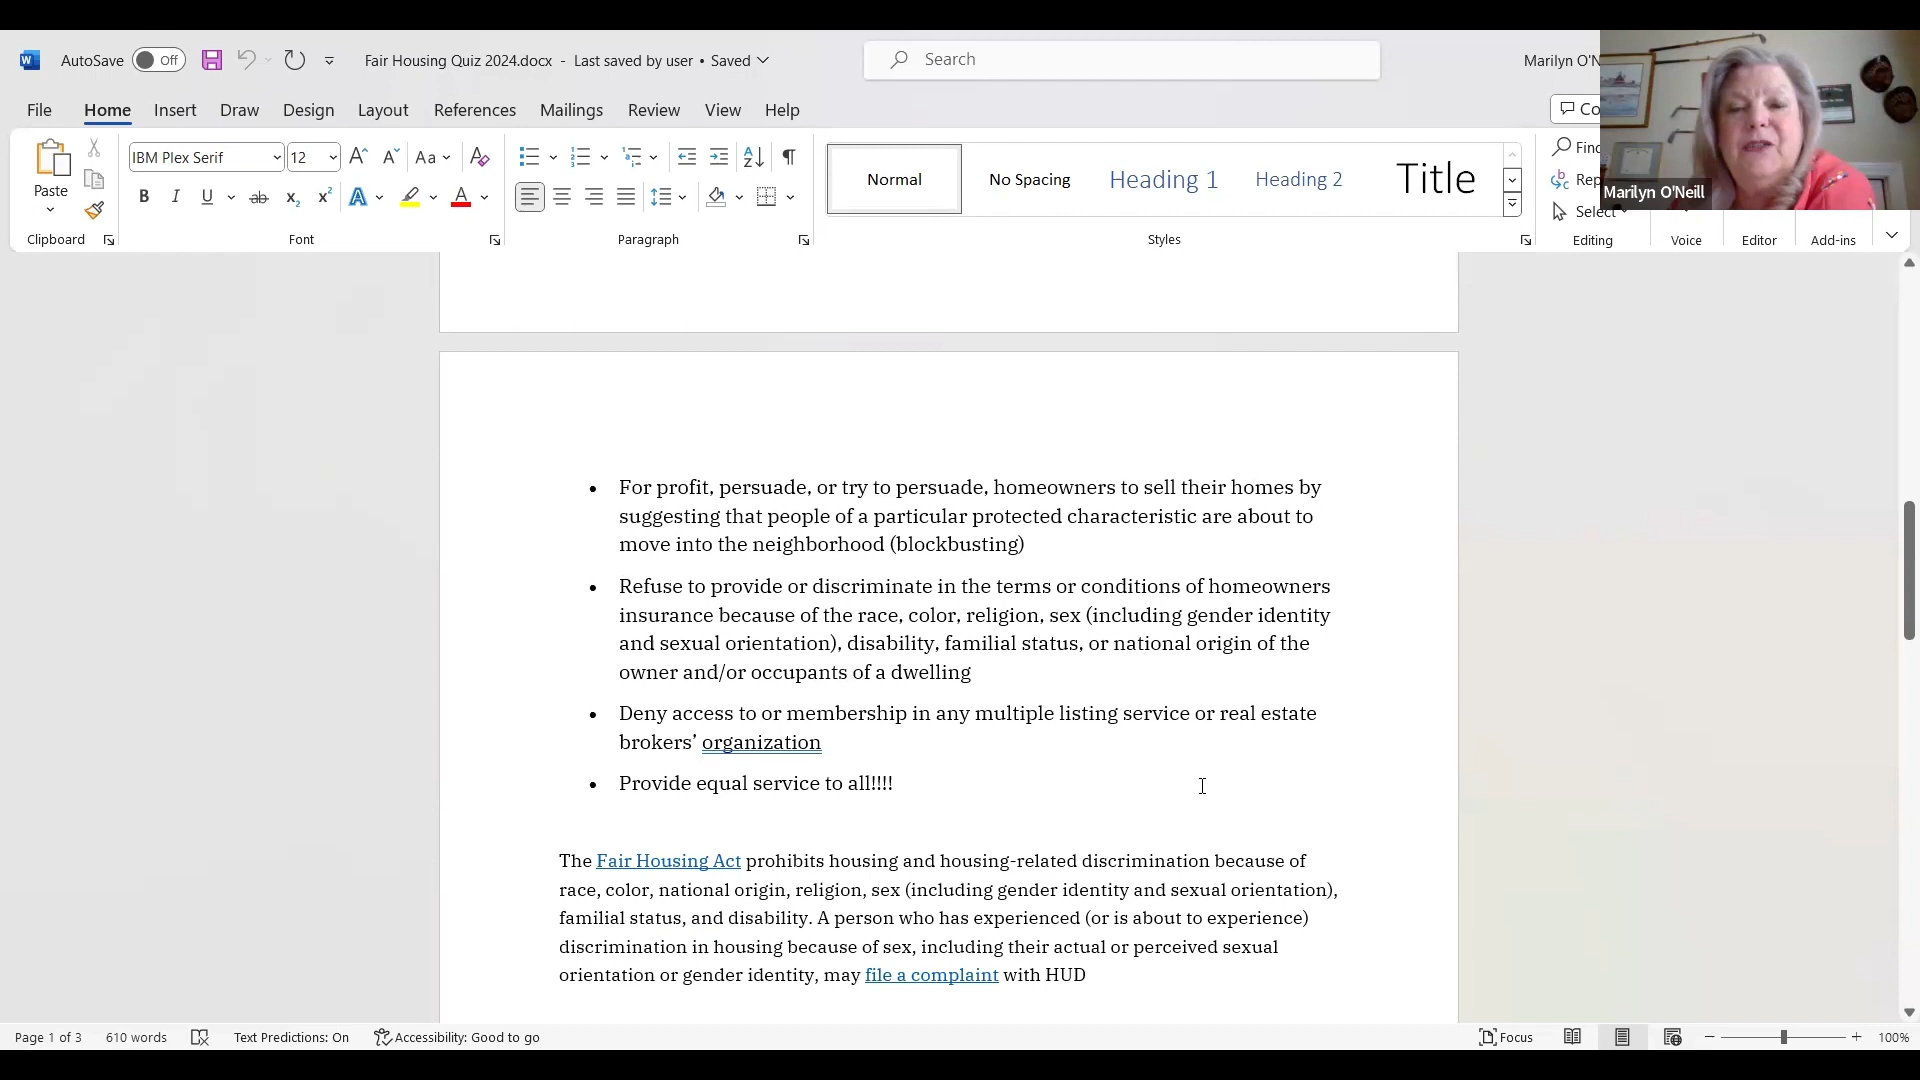 AutoSave Off Fair Housing Quiz 2024.docx - Last saved by user • Saved Search Marilyn O'N
File Home Insert Draw Design Layout References Mailings Review View Help Co
Paste IBM Plex Serif 12 Aa Normal No Spacing Heading 1 Heading 2 Title Find
Rep
Select
Marilyn O'Neill
Clipboard Font Paragraph Styles Editing Voice Editor Add-ins
• For profit, persuade, or try to persuade, homeowners to sell their homes by
suggesting that people of a particular protected characteristic are about to
move into the neighborhood (blockbusting)
• Refuse to provide or discriminate in the terms or conditions of homeowners
insurance because of the race, color, religion, sex (including gender identity
and sexual orientation), disability, familial status, or national origin of the
owner and/or occupants of a dwelling
• Deny access to or membership in any multiple listing service or real estate
brokers’ organization
• Provide equal service to all!!!!
The Fair Housing Act prohibits housing and housing-related discrimination because of
race, color, national origin, religion, sex (including gender identity and sexual orientation),
familial status, and disability. A person who has experienced (or is about to experience)
discrimination in housing because of sex, including their actual or perceived sexual
orientation or gender identity, may file a complaint with HUD
Page 1 of 3 610 words Text Predictions: On Accessibility: Good to go Focus 100%